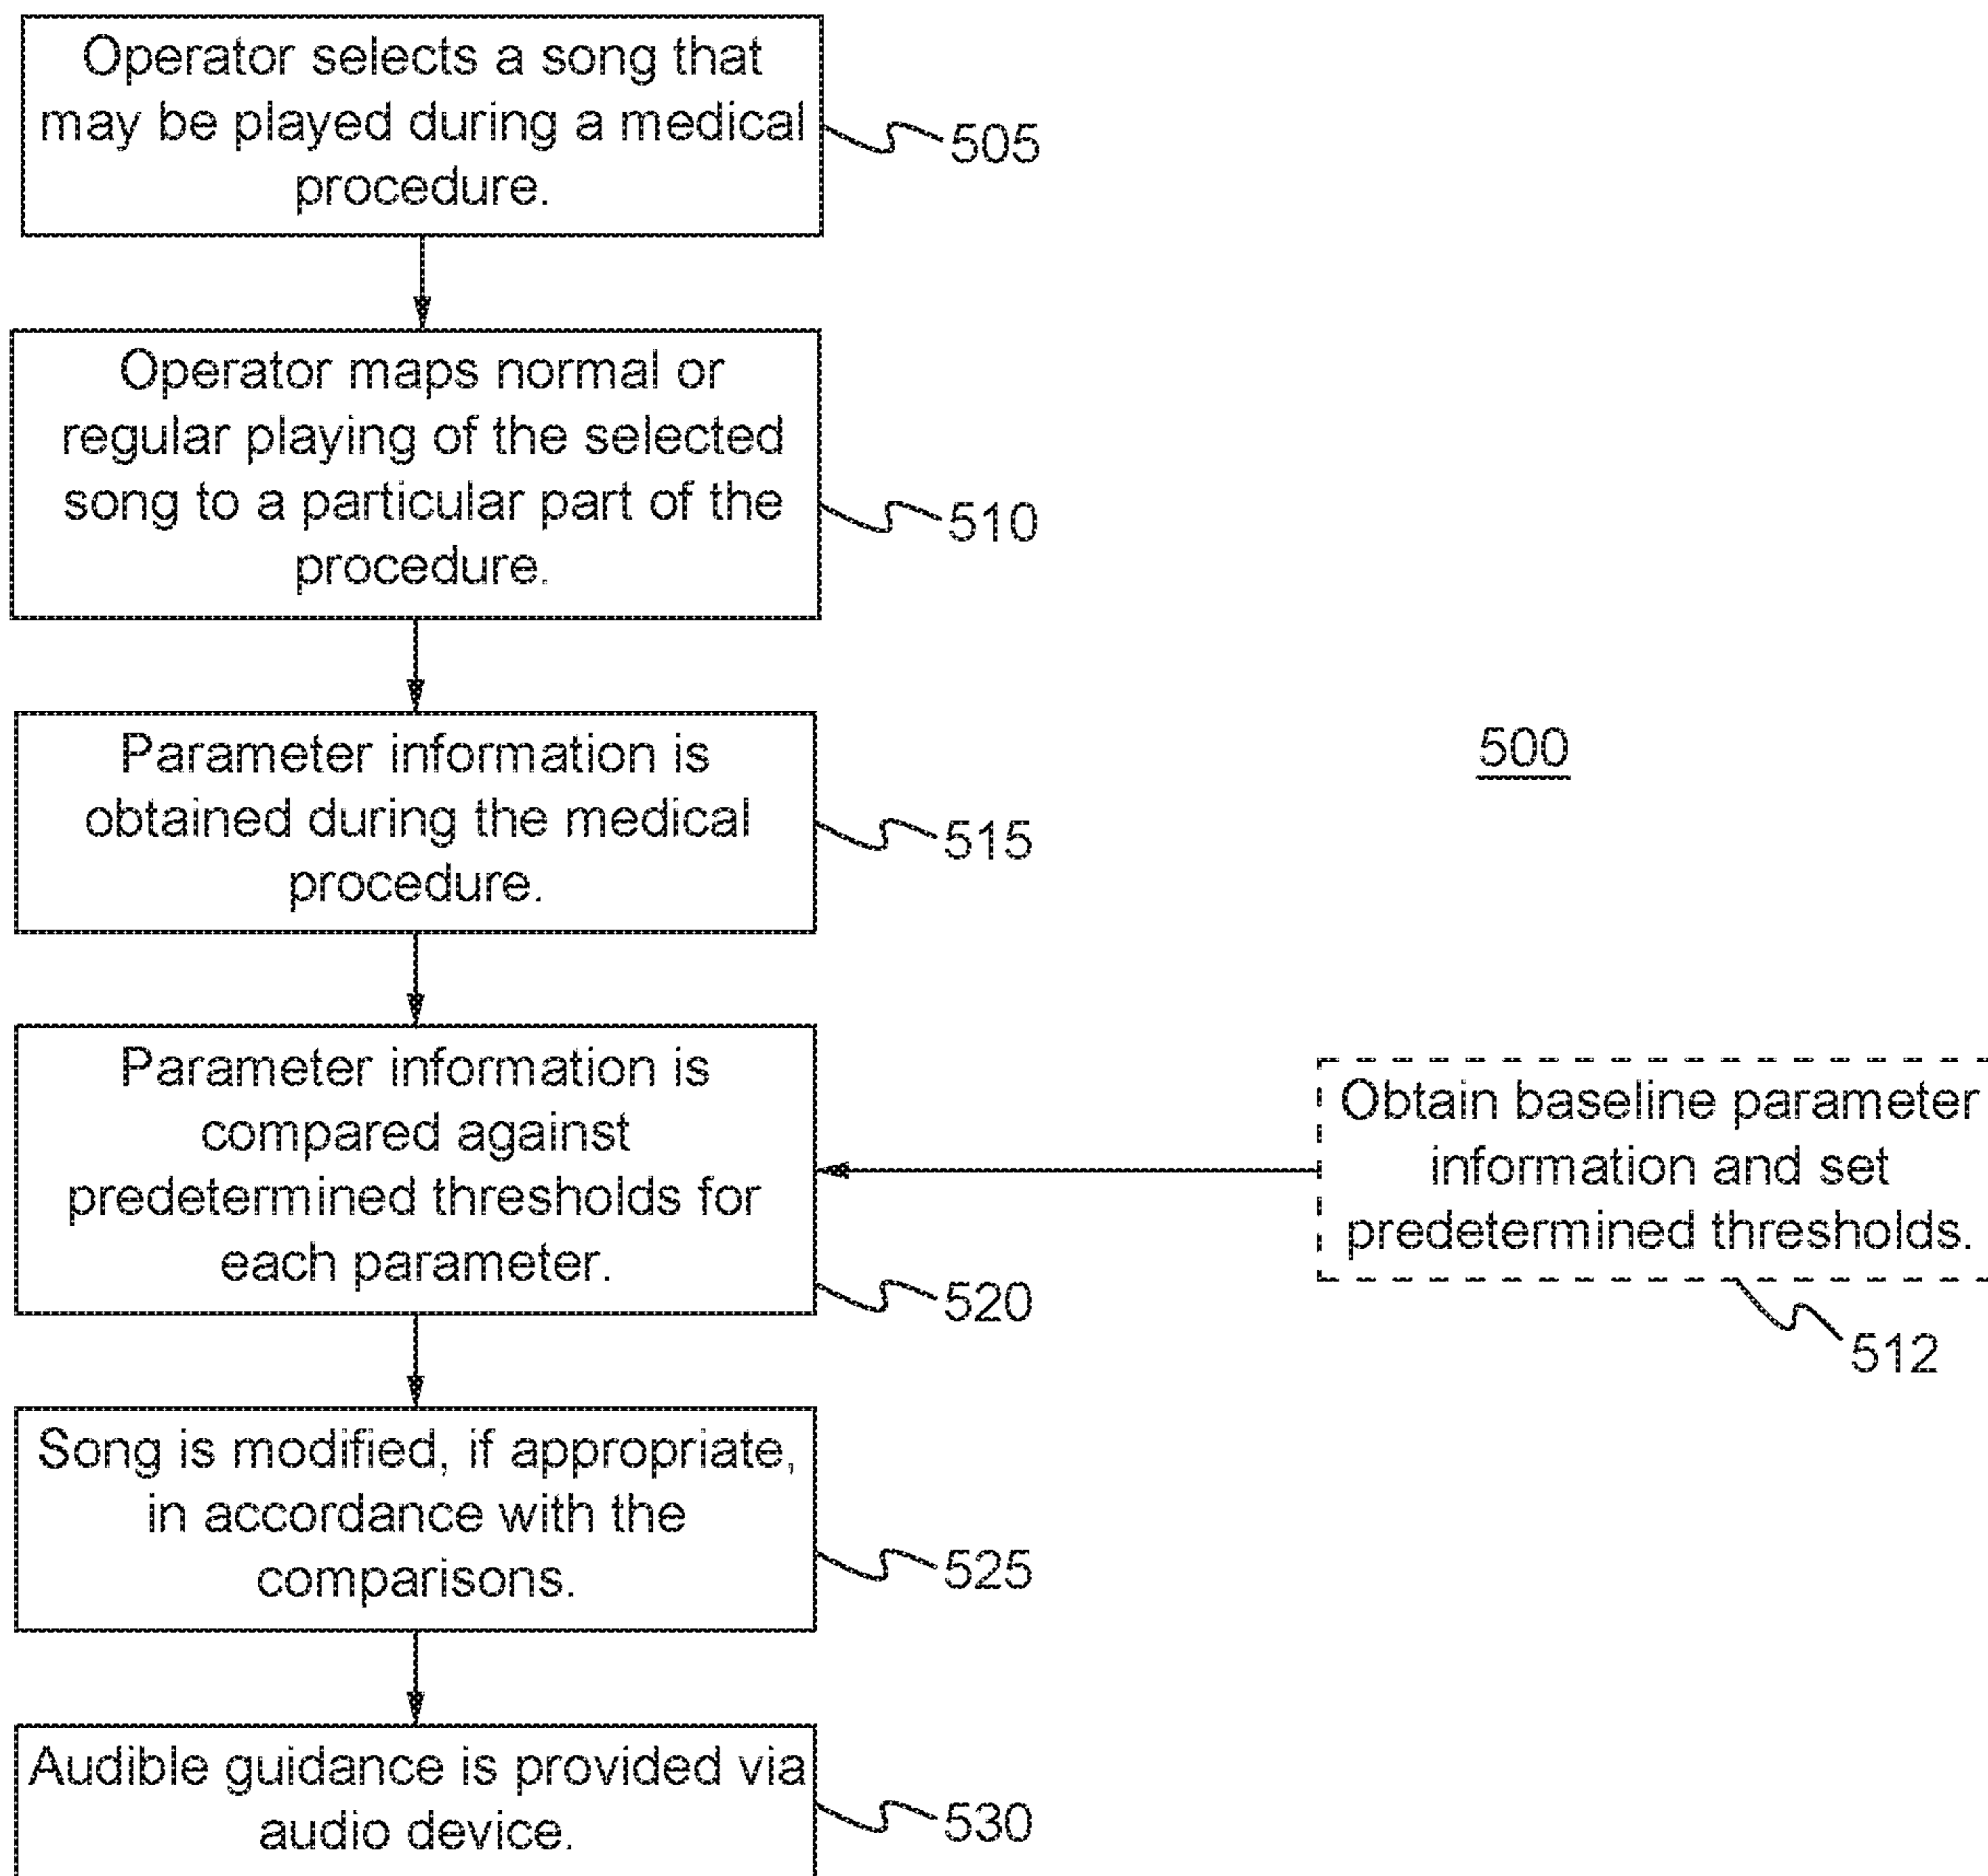 Operator selects a song that
may be played during a medical
procedure.
505
Operator maps normal or
regular playing of the selected
song to a particular part of the
procedure.
510
Parameter information is
obtained during the medical
procedure.
515
500
Parameter information is
compared against
predetermined thresholds for
each parameter.
520
Obtain baseline parameter
information and set
predetermined thresholds.
512
Song is modified, if appropriate,
in accordance with the
comparisons.
525
Audible guidance is provided via
audio device.
530